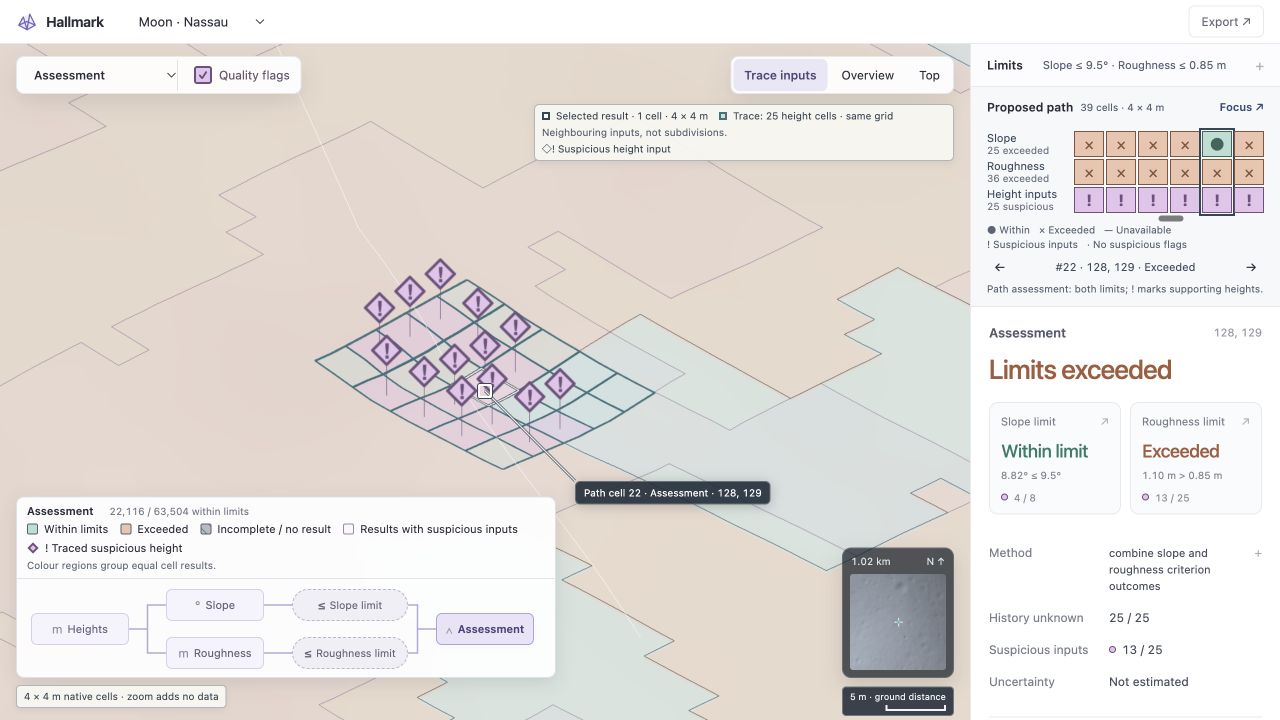 Hallmark
Moon · Nassau
Export ↗
Assessment
Quality flags
Trace inputs
Overview
Top
Selected result · 1 cell · 4 × 4 m
Trace: 25 height cells · same grid
Neighbouring inputs, not subdivisions.
! Suspicious height input
Path cell 22 · Assessment · 128, 129
Assessment
22,116 / 63,504 within limits
Within limits
Exceeded
Incomplete / no result
Results with suspicious inputs
! Traced suspicious height
Colour regions group equal cell results.
m Heights
° Slope
≤ Slope limit
m Roughness
≤ Roughness limit
∧ Assessment
4 × 4 m native cells · zoom adds no data
1.02 km
N ↑
5 m · ground distance
Limits
Slope ≤ 9.5° · Roughness ≤ 0.85 m
+
Proposed path
39 cells · 4 × 4 m
Focus ↗
Slope
25 exceeded
Roughness
36 exceeded
Height inputs
25 suspicious
● Within × Exceeded — Unavailable
! Suspicious inputs · No suspicious flags
← #22 · 128, 129 · Exceeded →
Path assessment: both limits; ! marks supporting heights.
Assessment
128, 129
Limits exceeded
Slope limit ↗
Within limit
8.82° ≤ 9.5°
4 / 8
Roughness limit ↗
Exceeded
1.10 m > 0.85 m
13 / 25
Method
combine slope and
roughness criterion
outcomes
+
History unknown
25 / 25
Suspicious inputs
13 / 25
Uncertainty
Not estimated